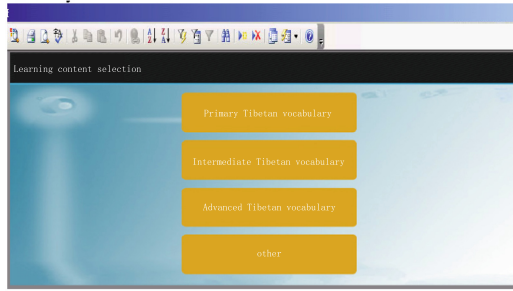 Learning content selection
Primary Tibetan vocabulary
Intermediate Tibetan vocabulary
Advanced Tibetan vocabulary
other